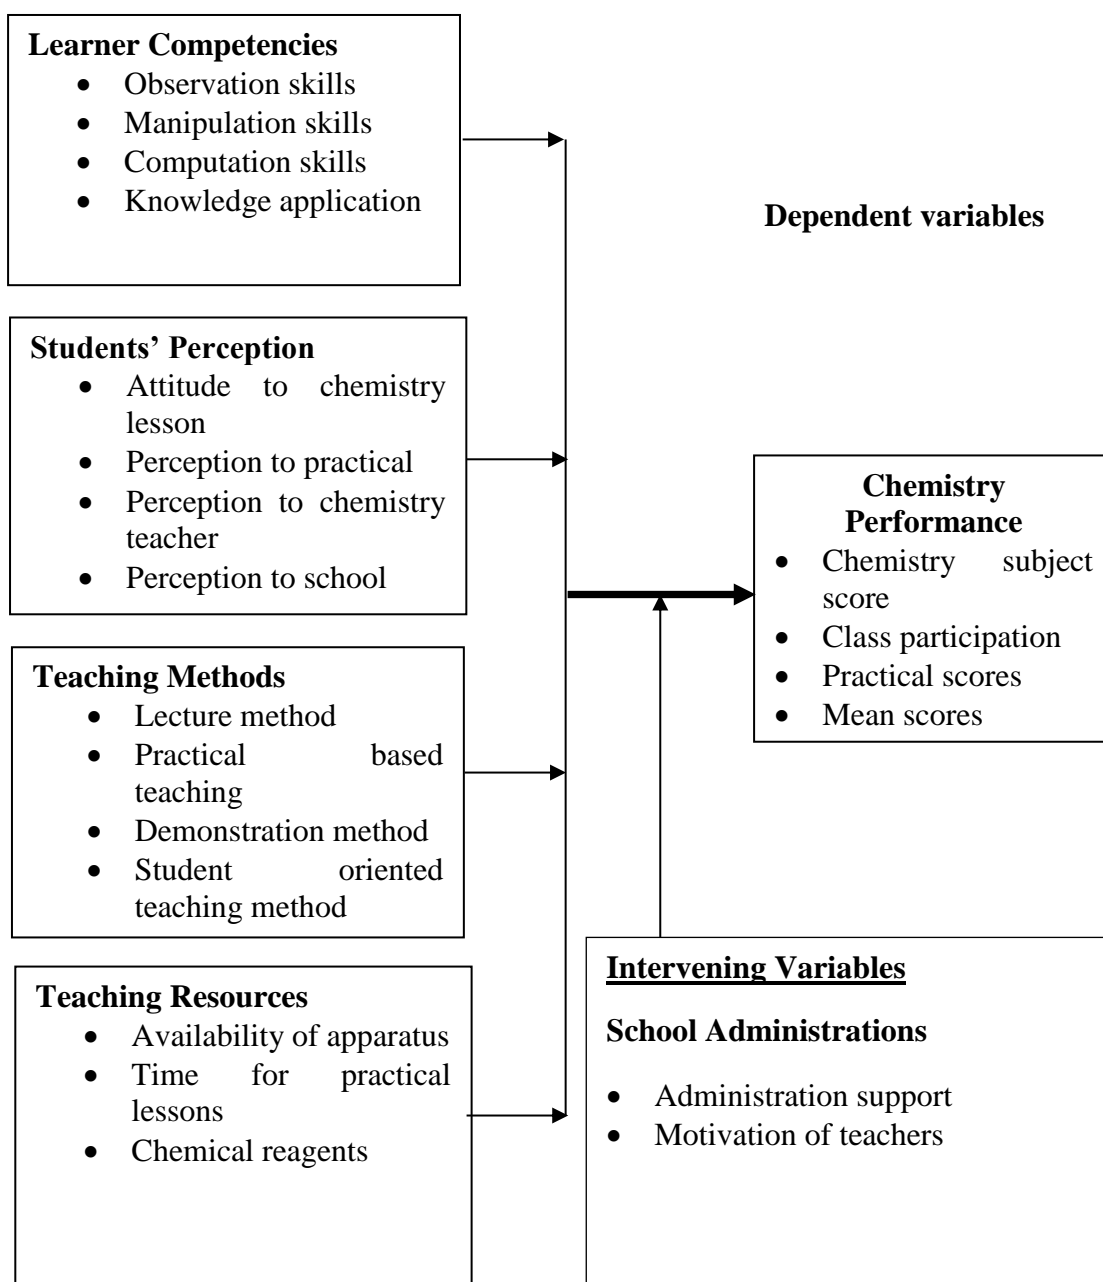 Learner Competencies
• Observation skills
• Manipulation skills
• Computation skills
• Knowledge application
Dependent variables
Students’ Perception
• Attitude to chemistry
lesson
• Perception to practical
• Perception to chemistry
teacher
• Perception to school
Chemistry
Performance
• Chemistry subject
score
• Class participation
• Practical scores
• Mean scores
Teaching Methods
• Lecture method
• Practical based
teaching
• Demonstration method
• Student oriented
teaching method
Intervening Variables
School Administrations
• Administration support
• Motivation of teachers
Teaching Resources
• Availability of apparatus
• Time for practical
lessons
• Chemical reagents